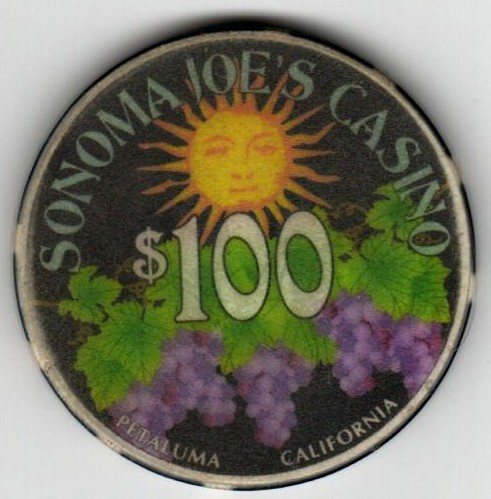 SONOMA JOE'S CASINO
$100
PETALUMA CALIFORNIA